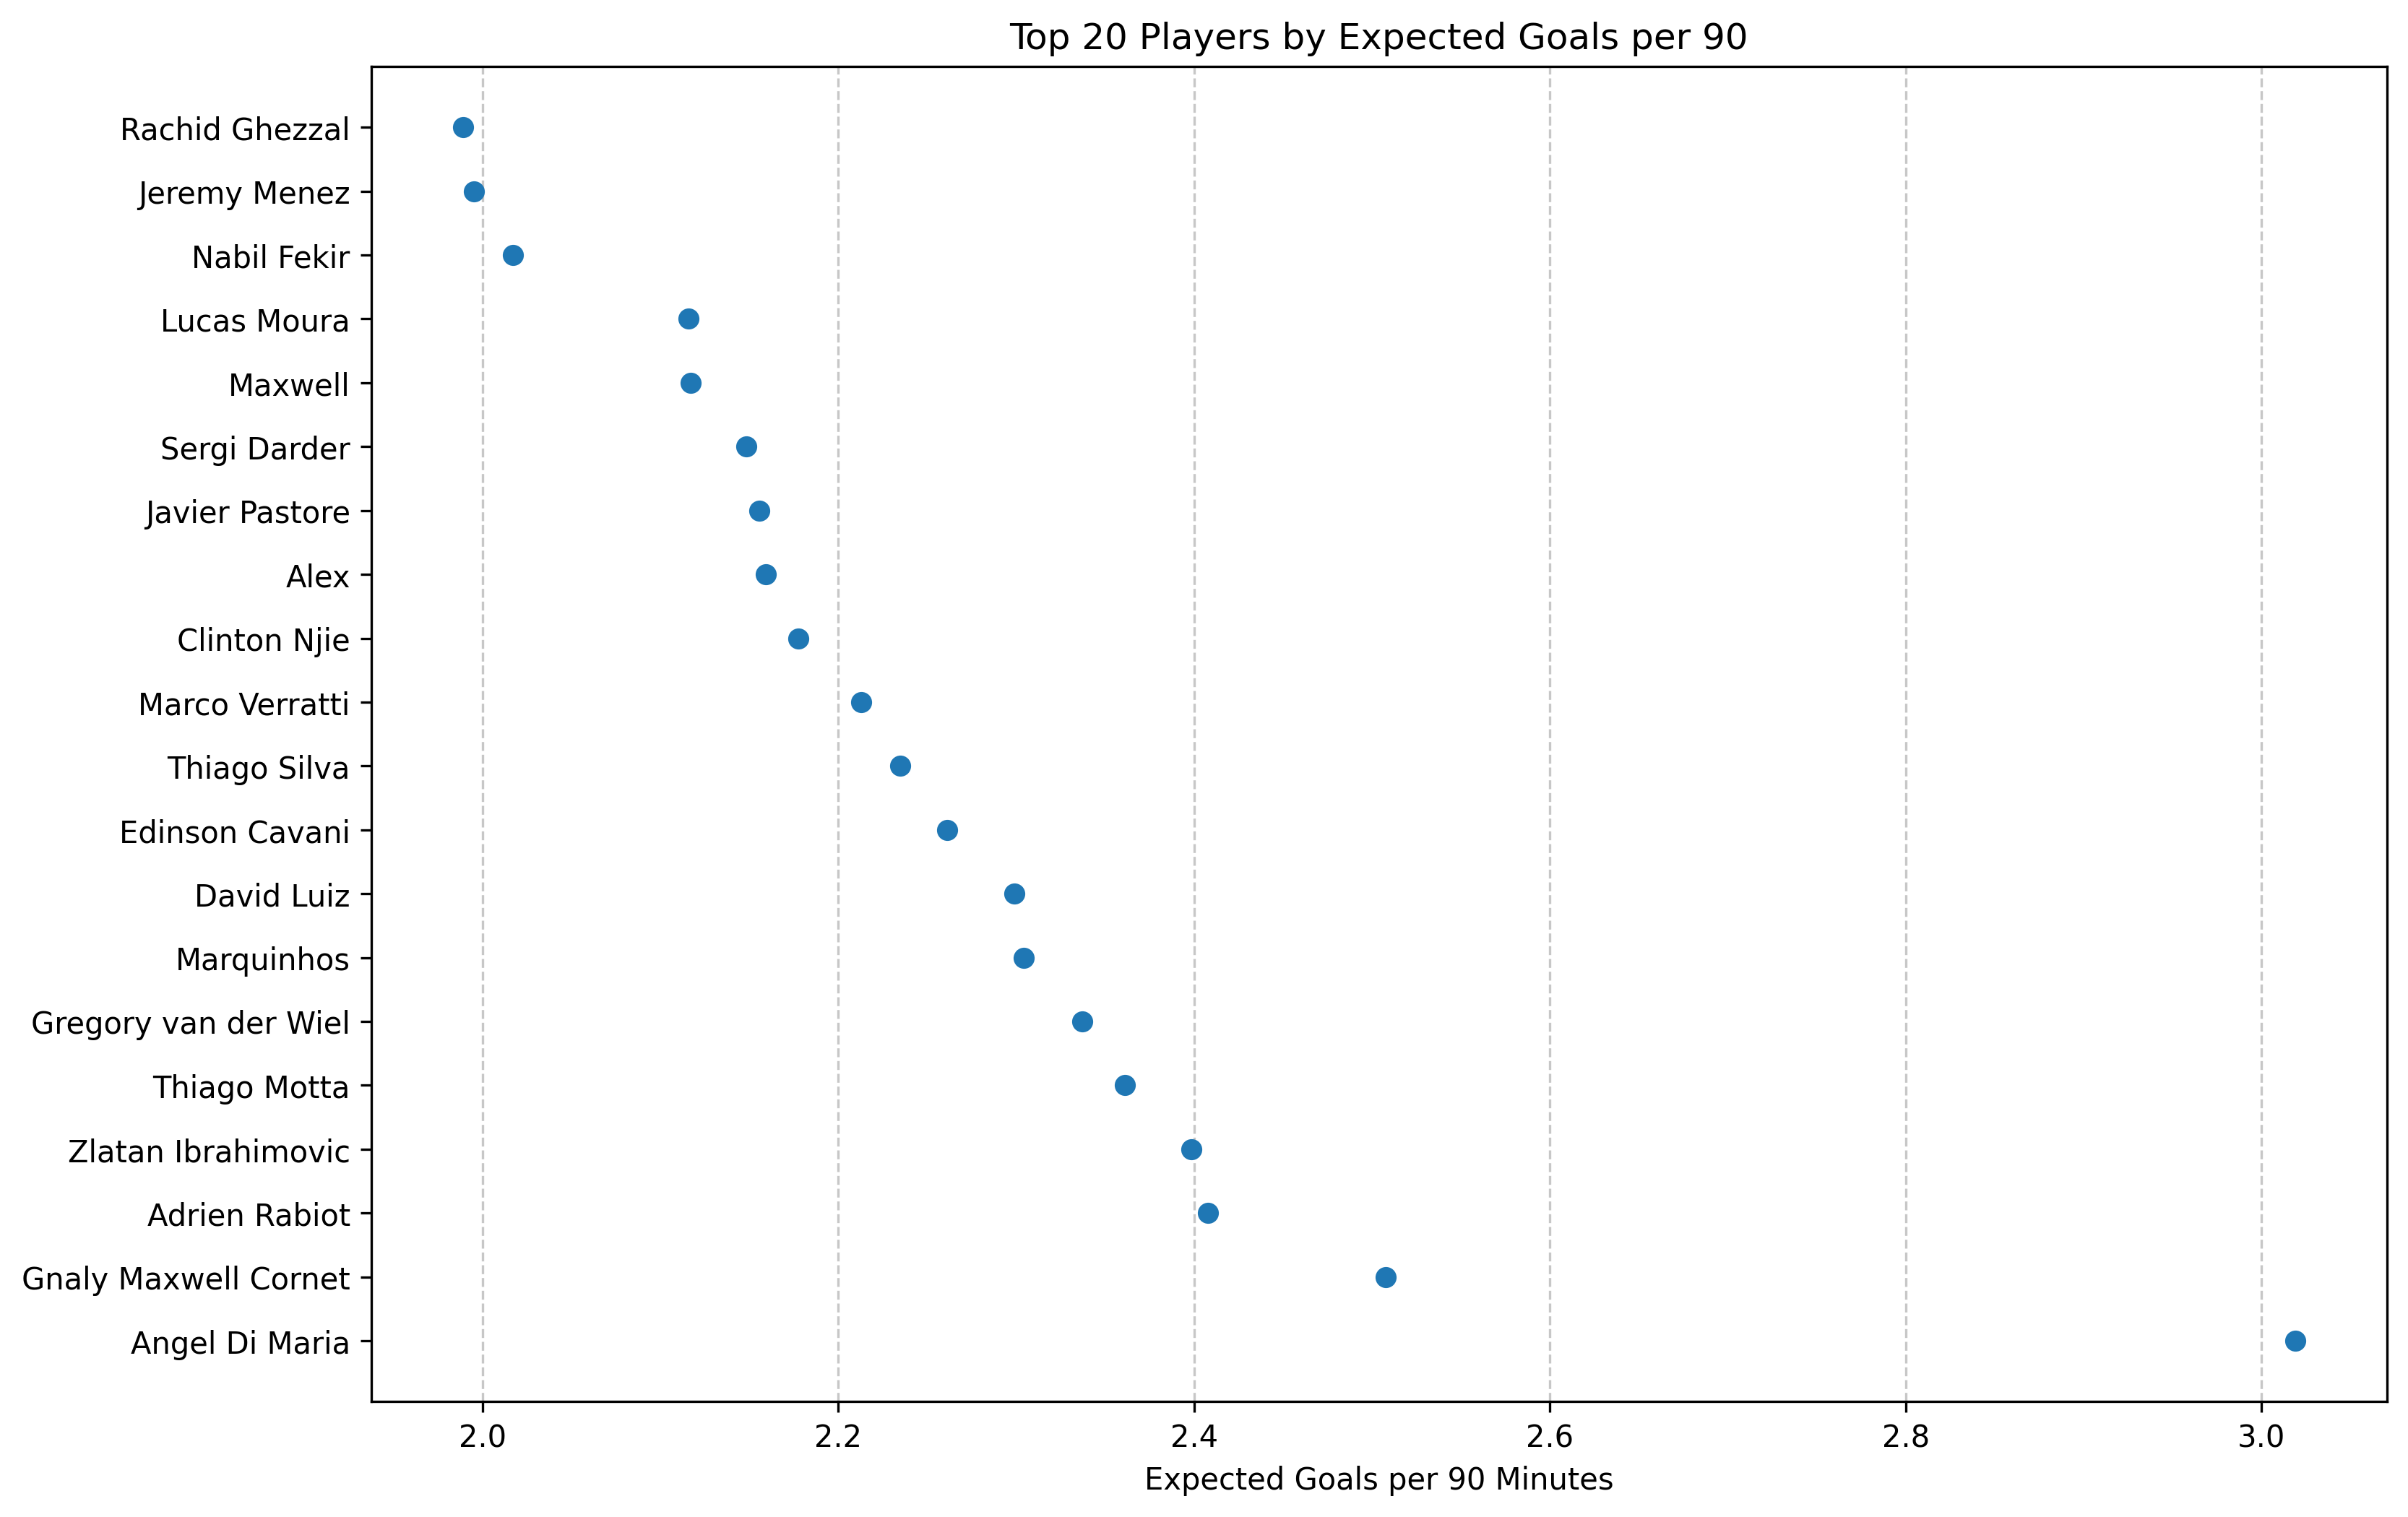 Top 20 Players by Expected Goals per 90
Rachid Ghezzal
Jeremy Menez
Nabil Fekir
Lucas Moura
Maxwell
Sergi Darder
Javier Pastore
Alex
Clinton Njie
Marco Verratti
Thiago Silva
Edinson Cavani
David Luiz
Marquinhos
Gregory van der Wiel
Thiago Motta
Zlatan Ibrahimovic
Adrien Rabiot
Gnaly Maxwell Cornet
Angel Di Maria
2.0 2.2 2.4 2.6 2.8 3.0
Expected Goals per 90 Minutes